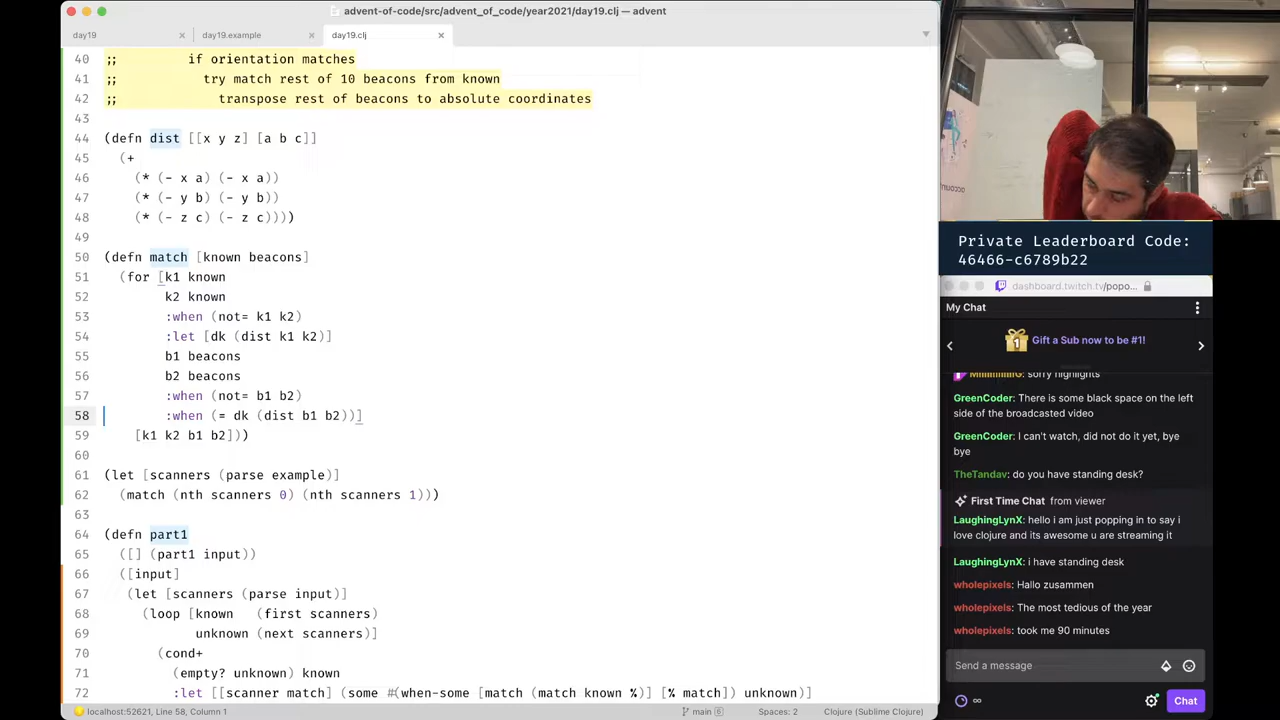 advent-of-code/src/advent_of_code/year2021/day19.clj — advent
day19 × day19.example × day19.clj ×
40 ;; if orientation matches
41 ;; try match rest of 10 beacons from known
42 ;; transpose rest of beacons to absolute coordinates
43
44 (defn dist [[x y z] [a b c]]
45 (+
46 (* (- x a) (- x a))
47 (* (- y b) (- y b))
48 (* (- z c) (- z c))))
49
50 (defn match [known beacons]
51 (for [k1 known
52 k2 known
53 :when (not= k1 k2)
54 :let [dk (dist k1 k2)]
55 b1 beacons
56 b2 beacons
57 :when (not= b1 b2)
58 :when (= dk (dist b1 b2))]
59 [k1 k2 b1 b2]))
60
61 (let [scanners (parse example)]
62 (match (nth scanners 0) (nth scanners 1)))
63
64 (defn part1
65 ([] (part1 input))
66 ([input]
67 (let [scanners (parse input)]
68 (loop [known (first scanners)
69 unknown (next scanners)]
70 (cond+
71 (empty? unknown) known
72 :let [[scanner match] (some #(when-some [match (match known %)] [% match]) unknown)]
localhost:52621, Line 58, Column 1
main 6
Spaces: 2
Clojure (Sublime Clojure)
Private Leaderboard Code:
46466-c6789b22
dashboard.twitch.tv/popo...
My Chat
1
Gift a Sub now to be #1!
sorry highlights
GreenCoder: There is some black space on the left
side of the broadcasted video
GreenCoder: I can't watch, did not do it yet, bye
bye
TheTandav: do you have standing desk?
First Time Chat from viewer
LaughingLynX: hello i am just popping in to say i
love clojure and its awesome u are streaming it
LaughingLynX: i have standing desk
wholepixels: Hallo zusammen
wholepixels: The most tedious of the year
wholepixels: took me 90 minutes
Send a message
∞
Chat